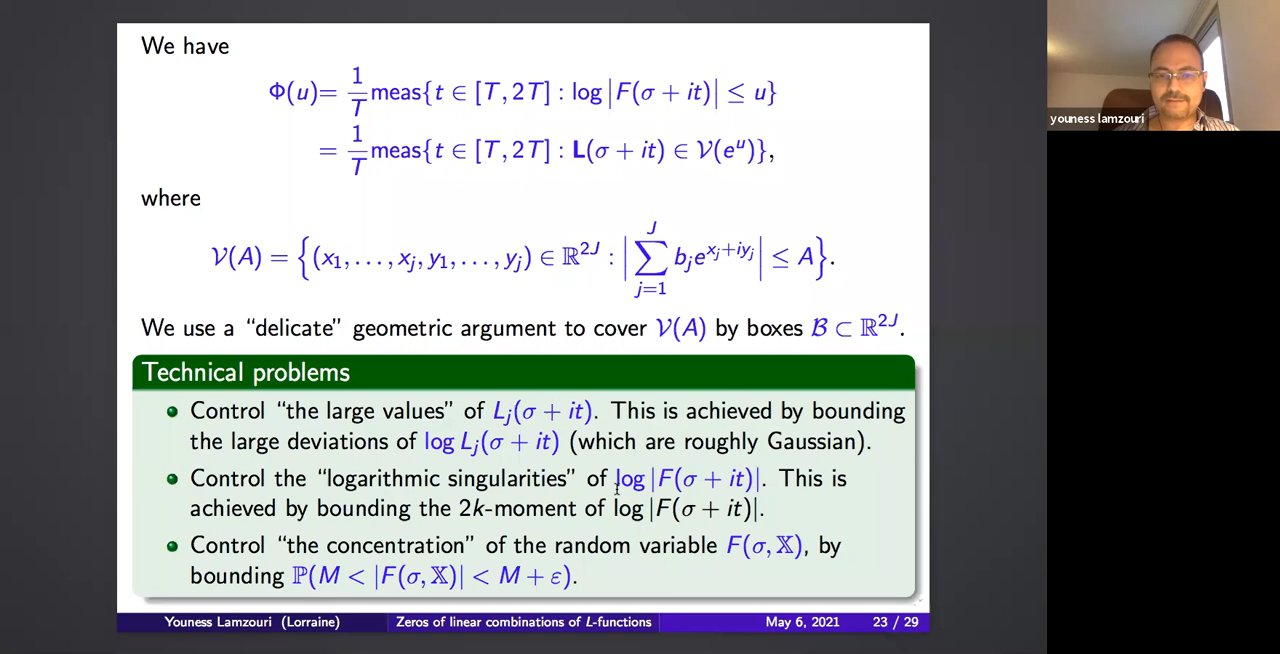 We have
Φ(u)= 1/T meas{t ∈ [T, 2T] : log |F(σ + it)| ≤ u}
= 1/T meas{t ∈ [T, 2T] : L(σ + it) ∈ 𝒱(e^u)},
where
𝒱(A) = {(x_1, . . . , x_j, y_1, . . . , y_j) ∈ ℝ^{2J} : |∑_{j=1}^{J} b_j e^{x_j+iy_j}| ≤ A}.
We use a “delicate” geometric argument to cover 𝒱(A) by boxes ℬ ⊂ ℝ^{2J}.
Technical problems
Control “the large values” of L_j(σ + it). This is achieved by bounding
the large deviations of log L_j(σ + it) (which are roughly Gaussian).
Control the “logarithmic singularities” of log |F(σ + it)|. This is
achieved by bounding the 2k-moment of log |F(σ + it)|.
Control “the concentration” of the random variable F(σ, 𝕏), by
bounding ℙ(M < |F(σ, 𝕏)| < M + ε).
Youness Lamzouri (Lorraine) Zeros of linear combinations of L-functions May 6, 2021 23 / 29
youness lamzouri